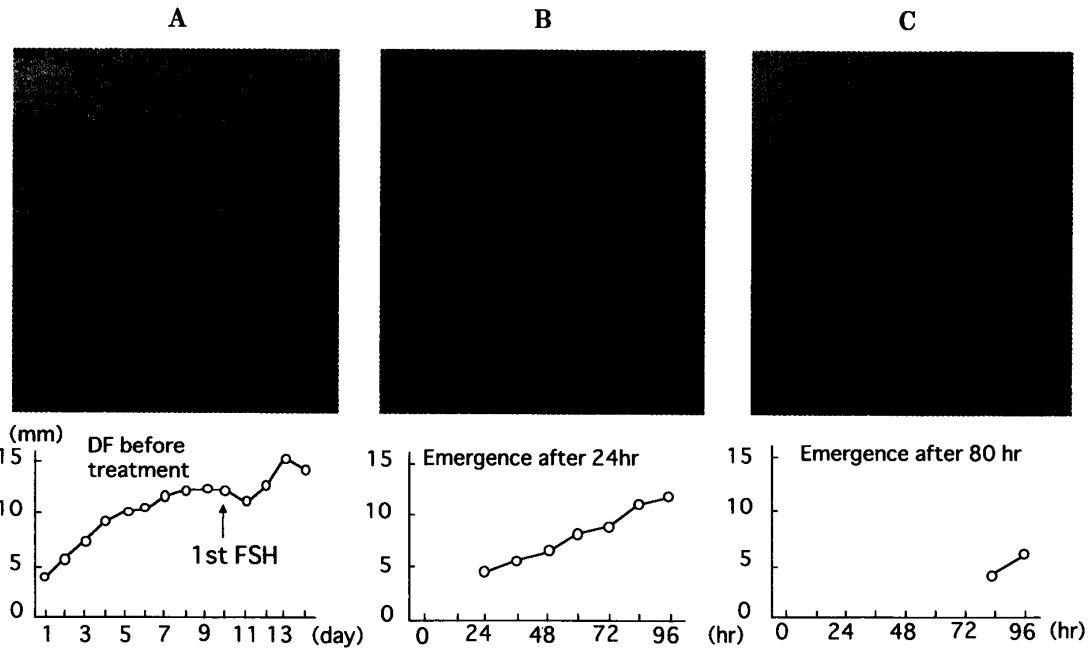 A B C
(mm)
DF before
treatment
15
10
5
0
1st FSH
1 3 5 7 9 11 13 (day)
Emergence after 24hr
15
10
5
0
0 24 48 72 96 (hr)
Emergence after 80 hr
15
10
5
0
0 24 48 72 96 (hr)